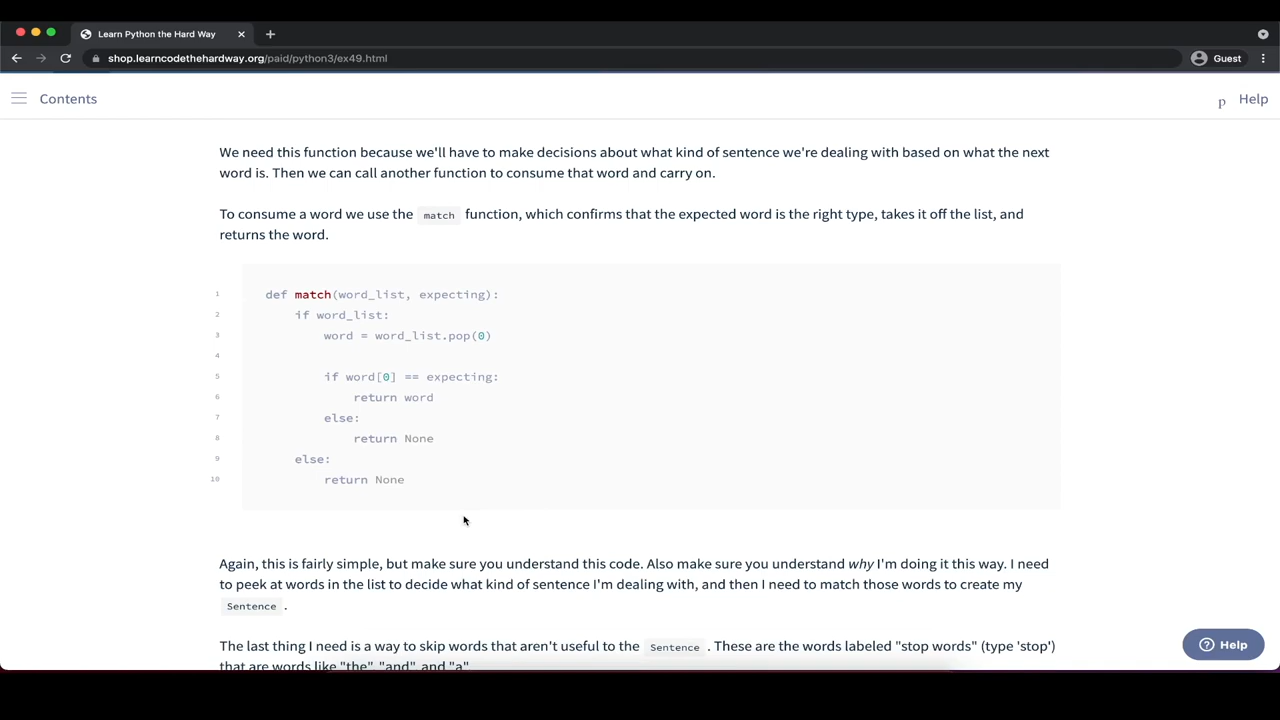 Learn Python the Hard Way
shop.learncodethehardway.org/paid/python3/ex49.html
Guest
Contents
p
Help
We need this function because we'll have to make decisions about what kind of sentence we're dealing with based on what the next
word is. Then we can call another function to consume that word and carry on.
To consume a word we use the match function, which confirms that the expected word is the right type, takes it off the list, and
returns the word.
1 def match(word_list, expecting):
2 if word_list:
3 word = word_list.pop(0)
4
5 if word[0] == expecting:
6 return word
7 else:
8 return None
9 else:
10 return None
Again, this is fairly simple, but make sure you understand this code. Also make sure you understand why I'm doing it this way. I need
to peek at words in the list to decide what kind of sentence I'm dealing with, and then I need to match those words to create my
Sentence .
The last thing I need is a way to skip words that aren't useful to the Sentence . These are the words labeled "stop words" (type 'stop')
that are words like "the", "and", and "a"
Help